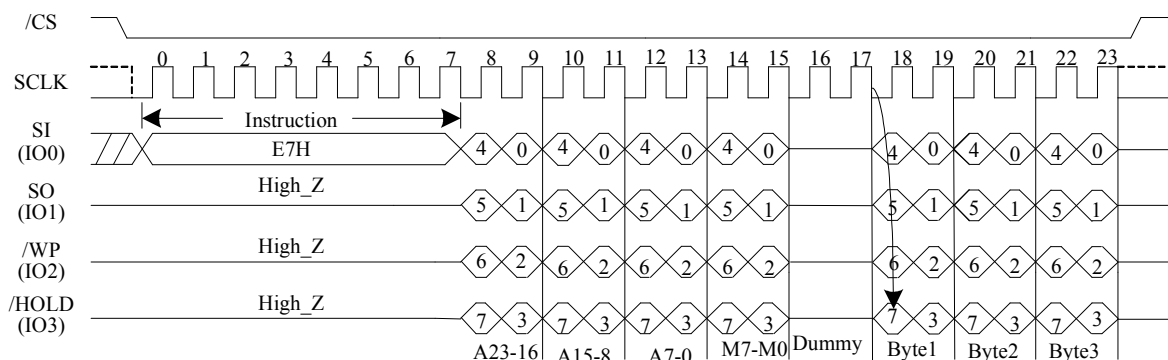 /CS
0 1 2 3 4 5 6 7 8 9 10 11 12 13 14 15 16 17 18 19 20 21 22 23
SCLK
Instruction
SI
(IO0)
E7H
4 0 4 0 4 0 4 0 4 0 4 0 4 0
High_Z
SO
(IO1)
5 1 5 1 5 1 5 1 5 1 5 1 5 1
High_Z
/WP
(IO2)
6 2 6 2 6 2 6 2 6 2 6 2 6 2
High_Z
/HOLD
(IO3)
7 3 7 3 7 3 7 3 7 3 7 3 7 3
A23-16 A15-8 A7-0 M7-M0 Dummy Byte1 Byte2 Byte3